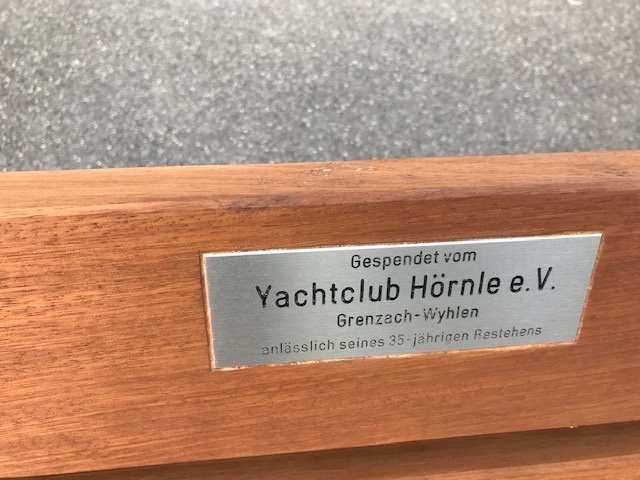 Gespendet vom
Yachtclub Hörnle e.V.
Grenzach-Wyhlen
anlässlich seines 35-jährigen Bestehens